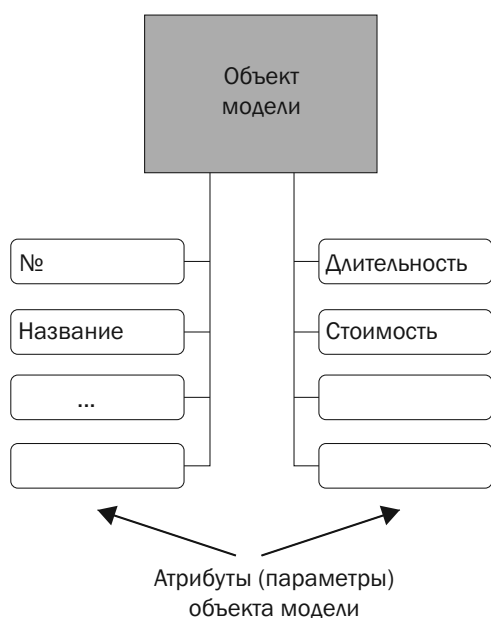 Объект
модели
№
Длительность
Название
Стоимость
...
Атрибуты (параметры)
объекта модели